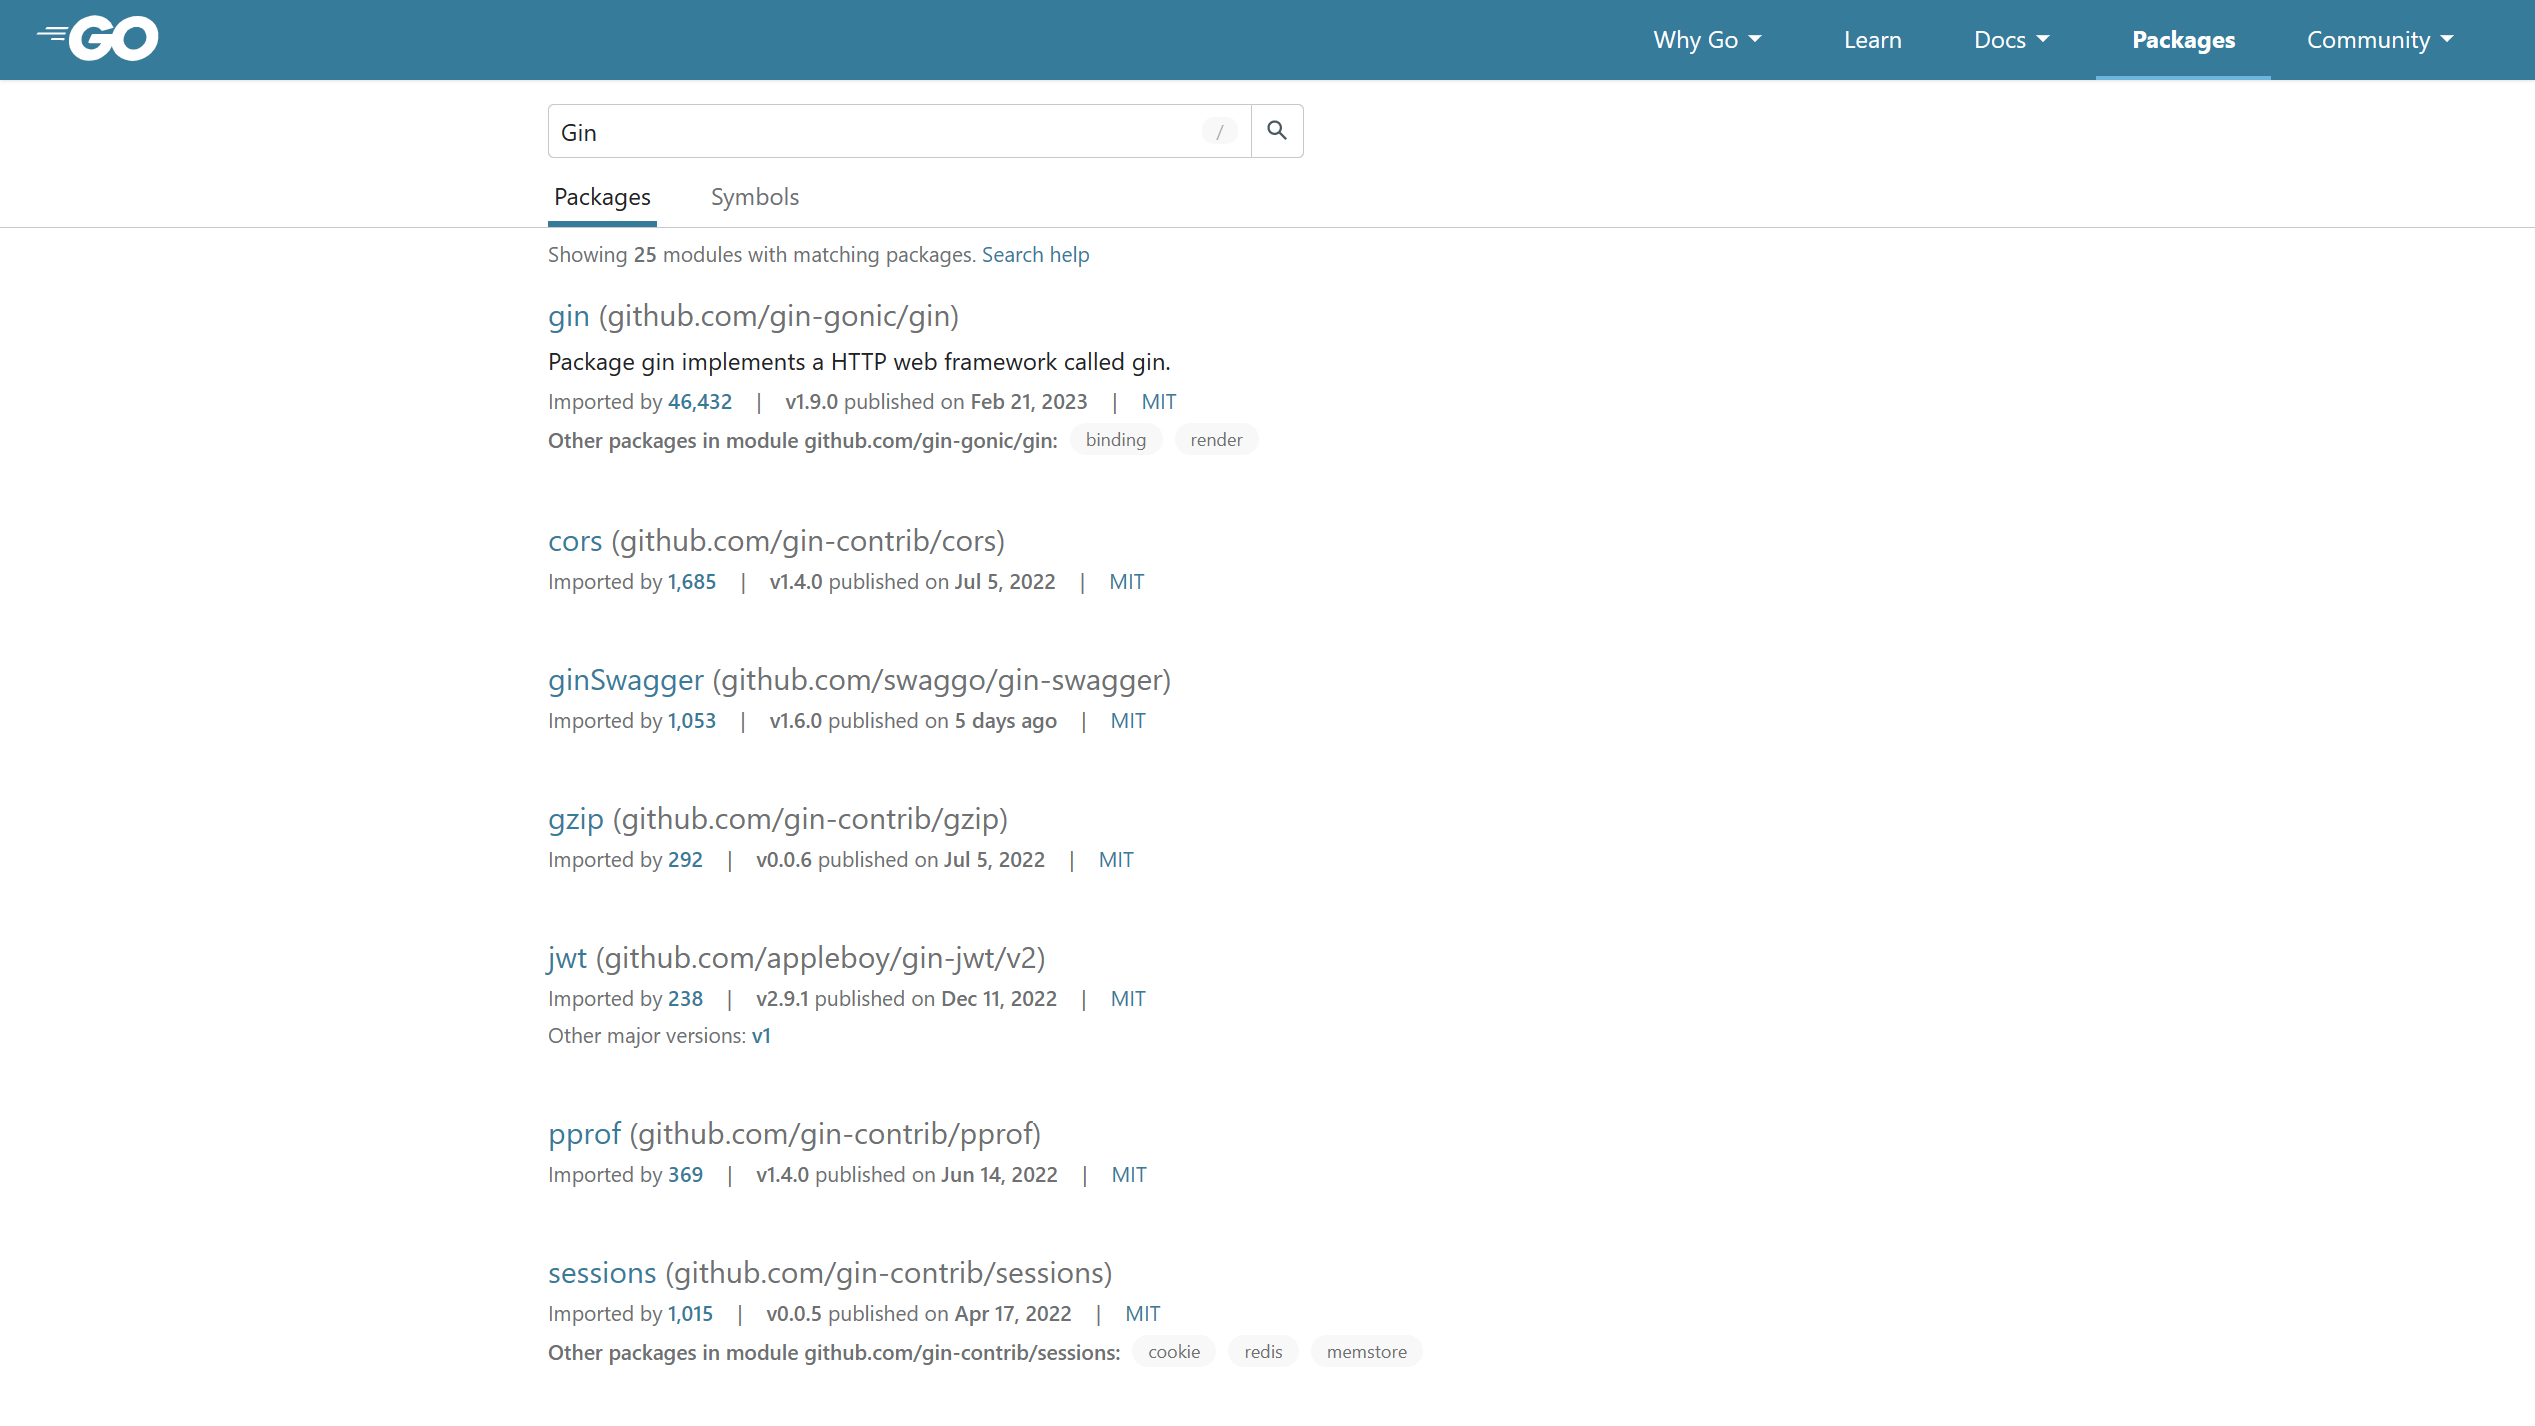 GO
Why Go
Learn
Docs
Packages
Community
Gin
/
Packages
Symbols
Showing 25 modules with matching packages. Search help
gin (github.com/gin-gonic/gin)
Package gin implements a HTTP web framework called gin.
Imported by 46,432 | v1.9.0 published on Feb 21, 2023 | MIT
Other packages in module github.com/gin-gonic/gin: binding render
cors (github.com/gin-contrib/cors)
Imported by 1,685 | v1.4.0 published on Jul 5, 2022 | MIT
ginSwagger (github.com/swaggo/gin-swagger)
Imported by 1,053 | v1.6.0 published on 5 days ago | MIT
gzip (github.com/gin-contrib/gzip)
Imported by 292 | v0.0.6 published on Jul 5, 2022 | MIT
jwt (github.com/appleboy/gin-jwt/v2)
Imported by 238 | v2.9.1 published on Dec 11, 2022 | MIT
Other major versions: v1
pprof (github.com/gin-contrib/pprof)
Imported by 369 | v1.4.0 published on Jun 14, 2022 | MIT
sessions (github.com/gin-contrib/sessions)
Imported by 1,015 | v0.0.5 published on Apr 17, 2022 | MIT
Other packages in module github.com/gin-contrib/sessions: cookie redis memstore